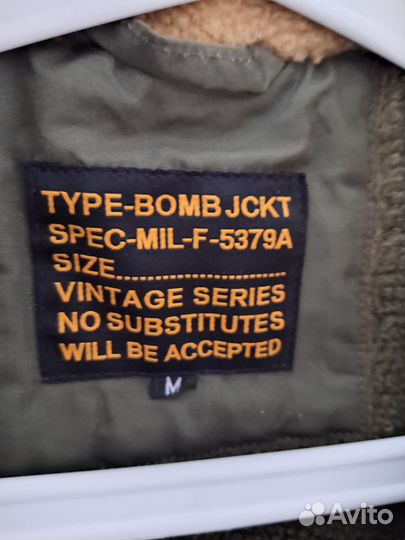 TYPE-BOMB JCKT
SPEC-MIL-F-5379A
SIZE........................
VINTAGE SERIES
NO SUBSTITUTES
WILL BE ACCEPTED
M
Avito